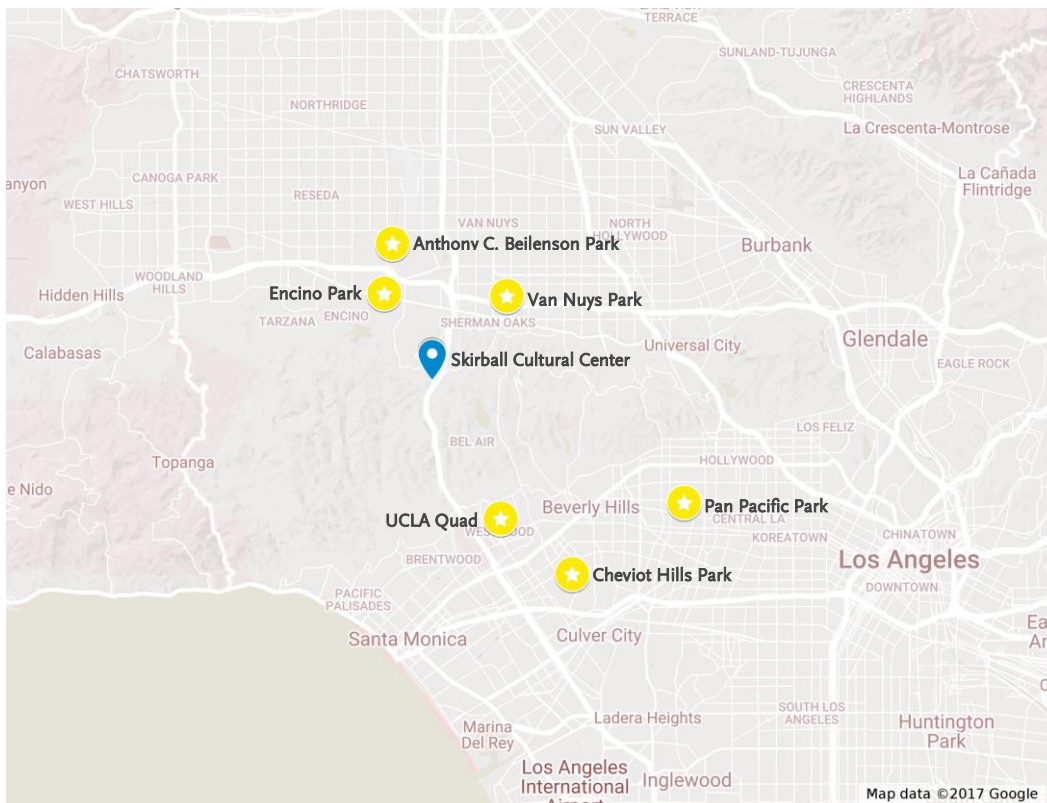 TERRACE
SUNLAND-TUJUNGA
CHATSWORTH
CRESCENTA
HIGHLANDS
NORTHRIDGE
SUN VALLEY
La Crescenta-Montrose
La Cañada
Flintridge
anyon
CANOGA PARK
RESEDA
WEST HILLS
VAN NUYS
NORTH
HOLLYWOOD
Burbank
Anthony C. Beilenson Park
WOODLAND
HILLS
Hidden Hills
Encino Park
Van Nuys Park
TARZANA
ENCINO
SHERMAN OAKS
Universal City
Glendale
Calabasas
Skirball Cultural Center
EAGLE ROCK
LOS FELIZ
BEL AIR
HOLLYWOOD
Topanga
e Nido
Beverly Hills
Pan Pacific Park
UCLA Quad
CENTRAL LA
KOREATOWN
CHINATOWN
BRENTWOOD
Los Angeles
Cheviot Hills Park
DOWNTOWN
PACIFIC
PALISADES
Santa Monica
Culver City
Ea
SOUTH LOS
ANGELES
Ladera Heights
Huntington
Park
Marina
Del Rey
Los Angeles
International
Airport
Inglewood
Map data ©2017 Google